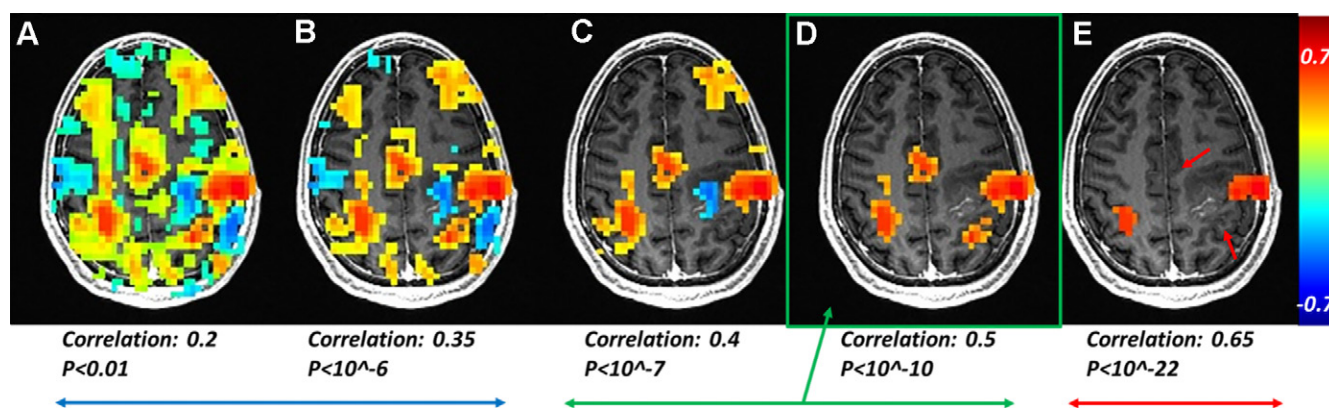 A B C D E
0.7
-0.7
Correlation: 0.2 Correlation: 0.35 Correlation: 0.4 Correlation: 0.5 Correlation: 0.65
P<0.01 P<10^-6 P<10^-7 P<10^-10 P<10^-22